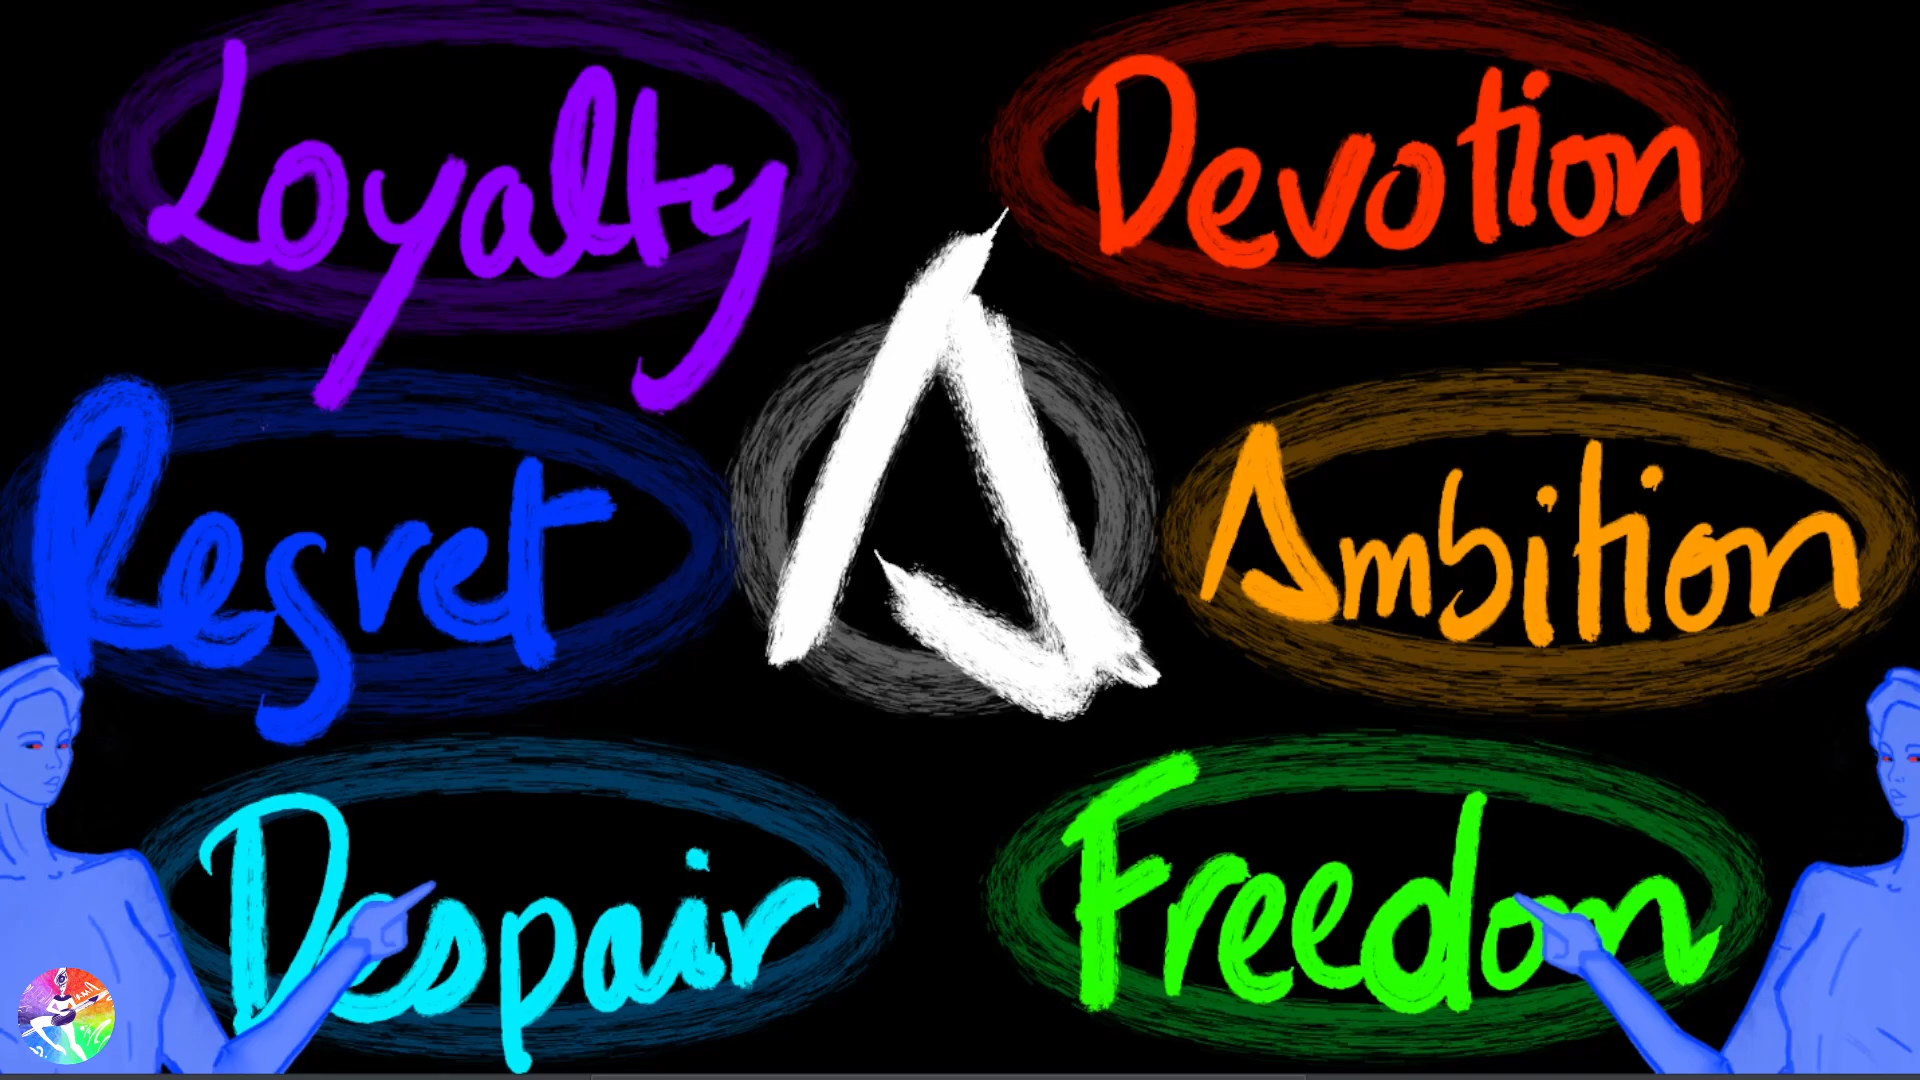 Loyalty
Devotion
A
Regret
Ambition
Despair
Freedom